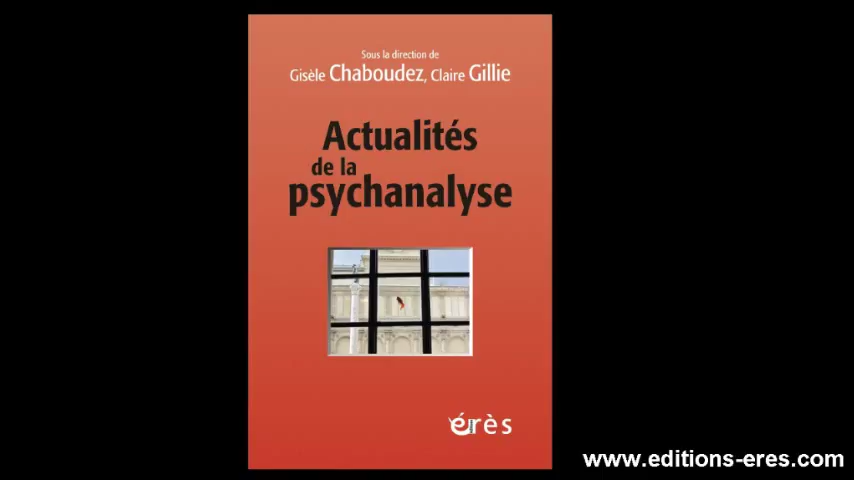 Sous la direction de
Gisèle Chaboudez, Claire Gillie
Actualités
de la
psychanalyse
érès
www.editions-eres.com